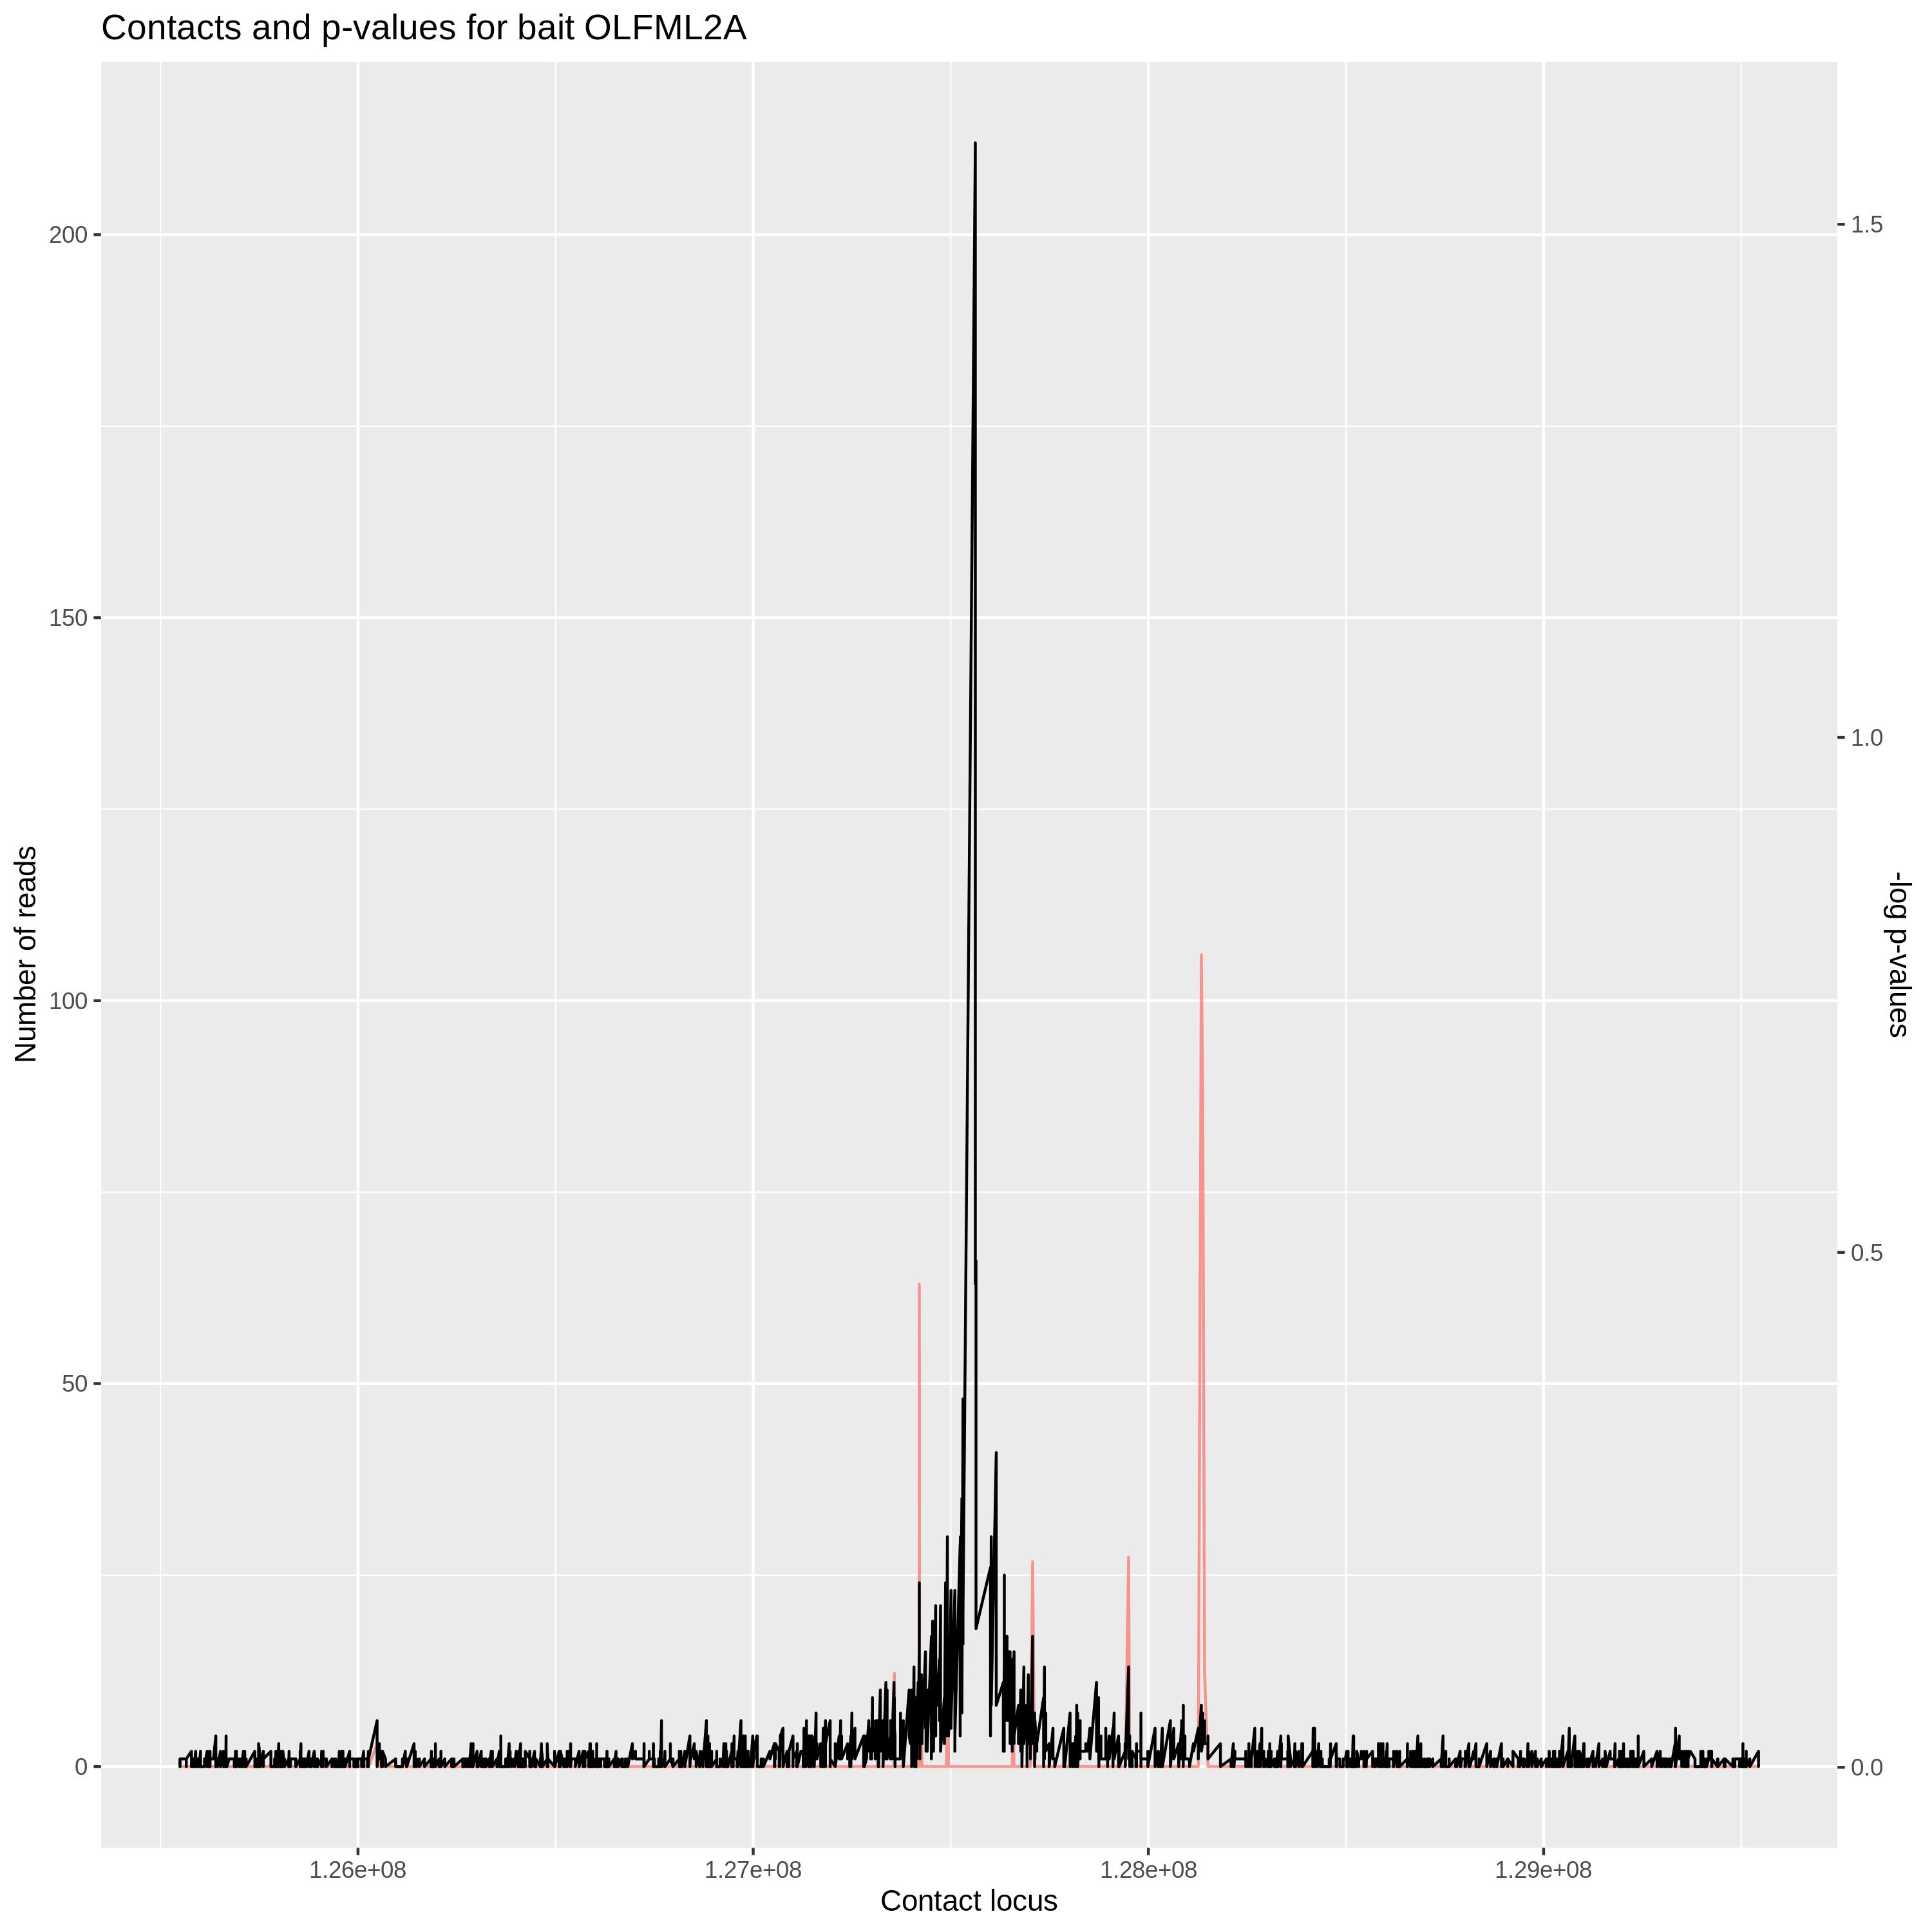 Contacts and p-values for bait OLFML2A
200
150
100
50
0
Number of reads
1.5
1.0
0.5
0.0
-log p-values
1.26e+08
1.27e+08
1.28e+08
1.29e+08
Contact locus